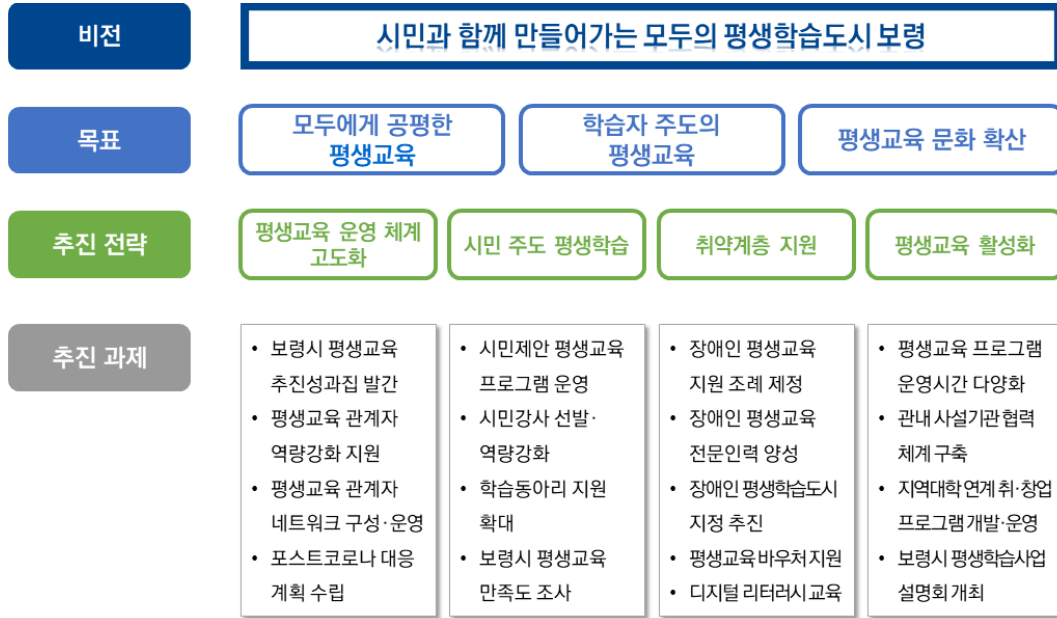 비전
시민과 함께 만들어가는 모두의 평생학습도시 보령
목표
모두에게 공평한
평생교육
학습자 주도의
평생교육
평생교육 문화 확산
추진 전략
평생교육 운영 체계
고도화
시민 주도 평생학습
취약계층 지원
평생교육 활성화
추진 과제
• 보령시 평생교육
추진성과집 발간
• 평생교육 관계자
역량강화 지원
• 평생교육 관계자
네트워크 구성·운영
• 포스트코로나 대응
계획 수립
• 시민제안 평생교육
프로그램 운영
• 시민강사 선발·
역량강화
• 학습동아리 지원
확대
• 보령시 평생교육
만족도 조사
• 장애인 평생교육
지원 조례 제정
• 장애인 평생교육
전문인력 양성
• 장애인 평생학습도시
지정 추진
• 평생교육 바우처 지원
• 디지털 리터러시 교육
• 평생교육 프로그램
운영시간 다양화
• 관내 사설기관 협력
체계 구축
• 지역대학 연계 취·창업
프로그램 개발·운영
• 보령시 평생학습사업
설명회 개최